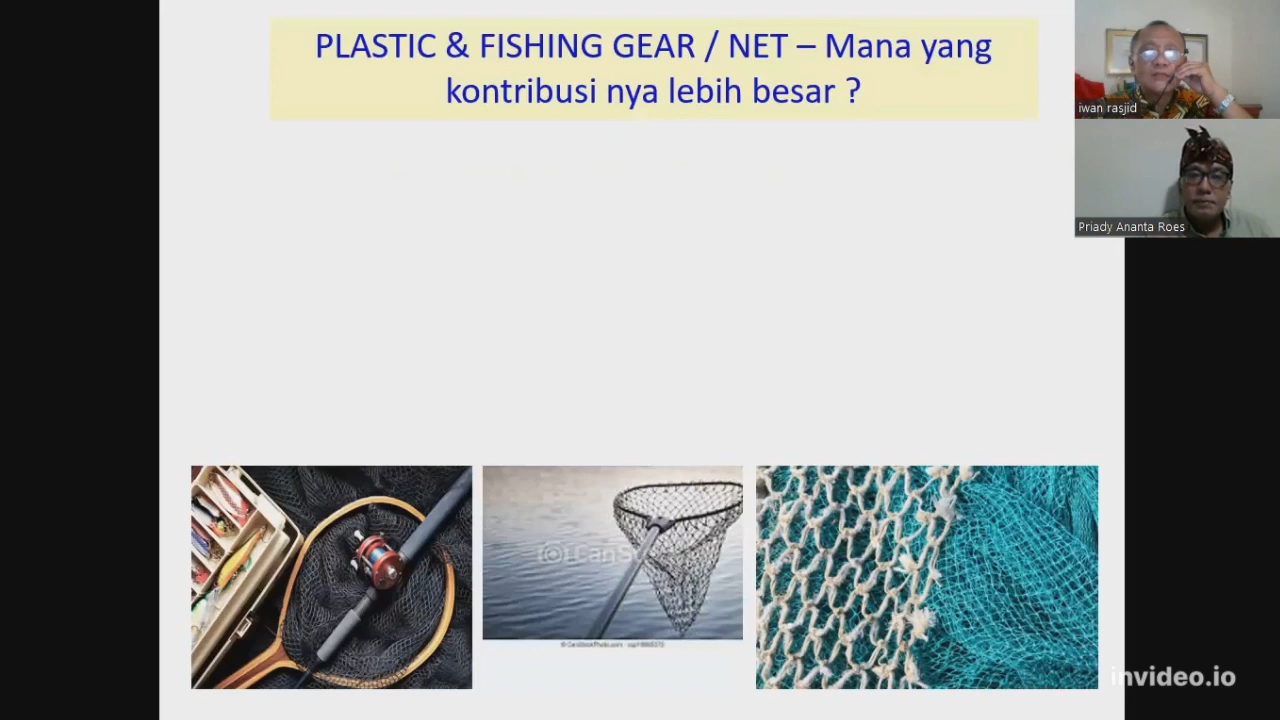 PLASTIC & FISHING GEAR / NET – Mana yang
kontribusi nya lebih besar ?
iwan rasjid
Priady Ananta Roes
invideo.io